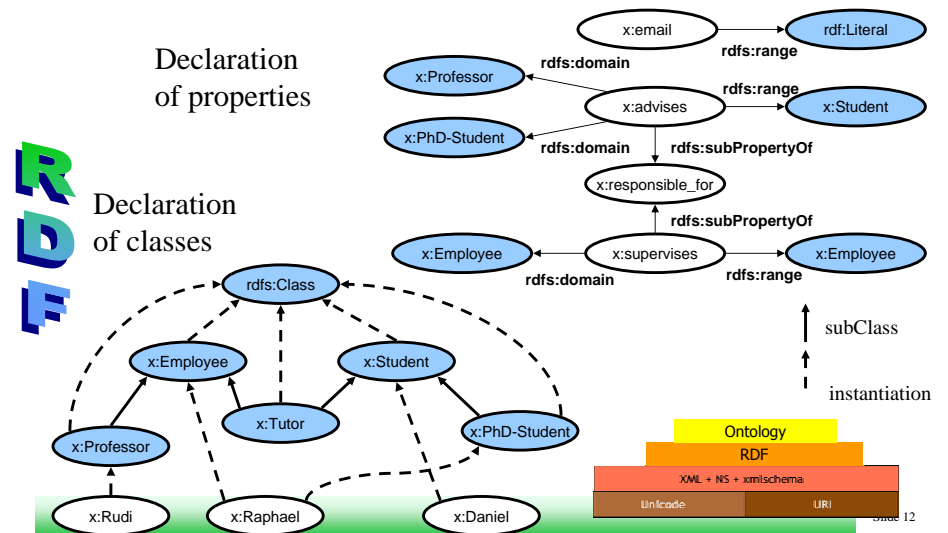 Declaration
of properties
x:email
rdf:Literal
rdfs:range
rdfs:domain
x:Professor
rdfs:range
x:advises
x:Student
x:PhD-Student
rdfs:domain
rdfs:subPropertyOf
x:responsible_for
rdfs:subPropertyOf
x:Employee
x:supervises
x:Employee
rdfs:domain
rdfs:range
R
D
F
Declaration
of classes
rdfs:Class
x:Employee
x:Student
x:Tutor
x:Professor
x:PhD-Student
x:Rudi
x:Raphael
x:Daniel
subClass
instantiation
Ontology
RDF
XML + NS + xmlschema
Unicode
URI
Slide 12